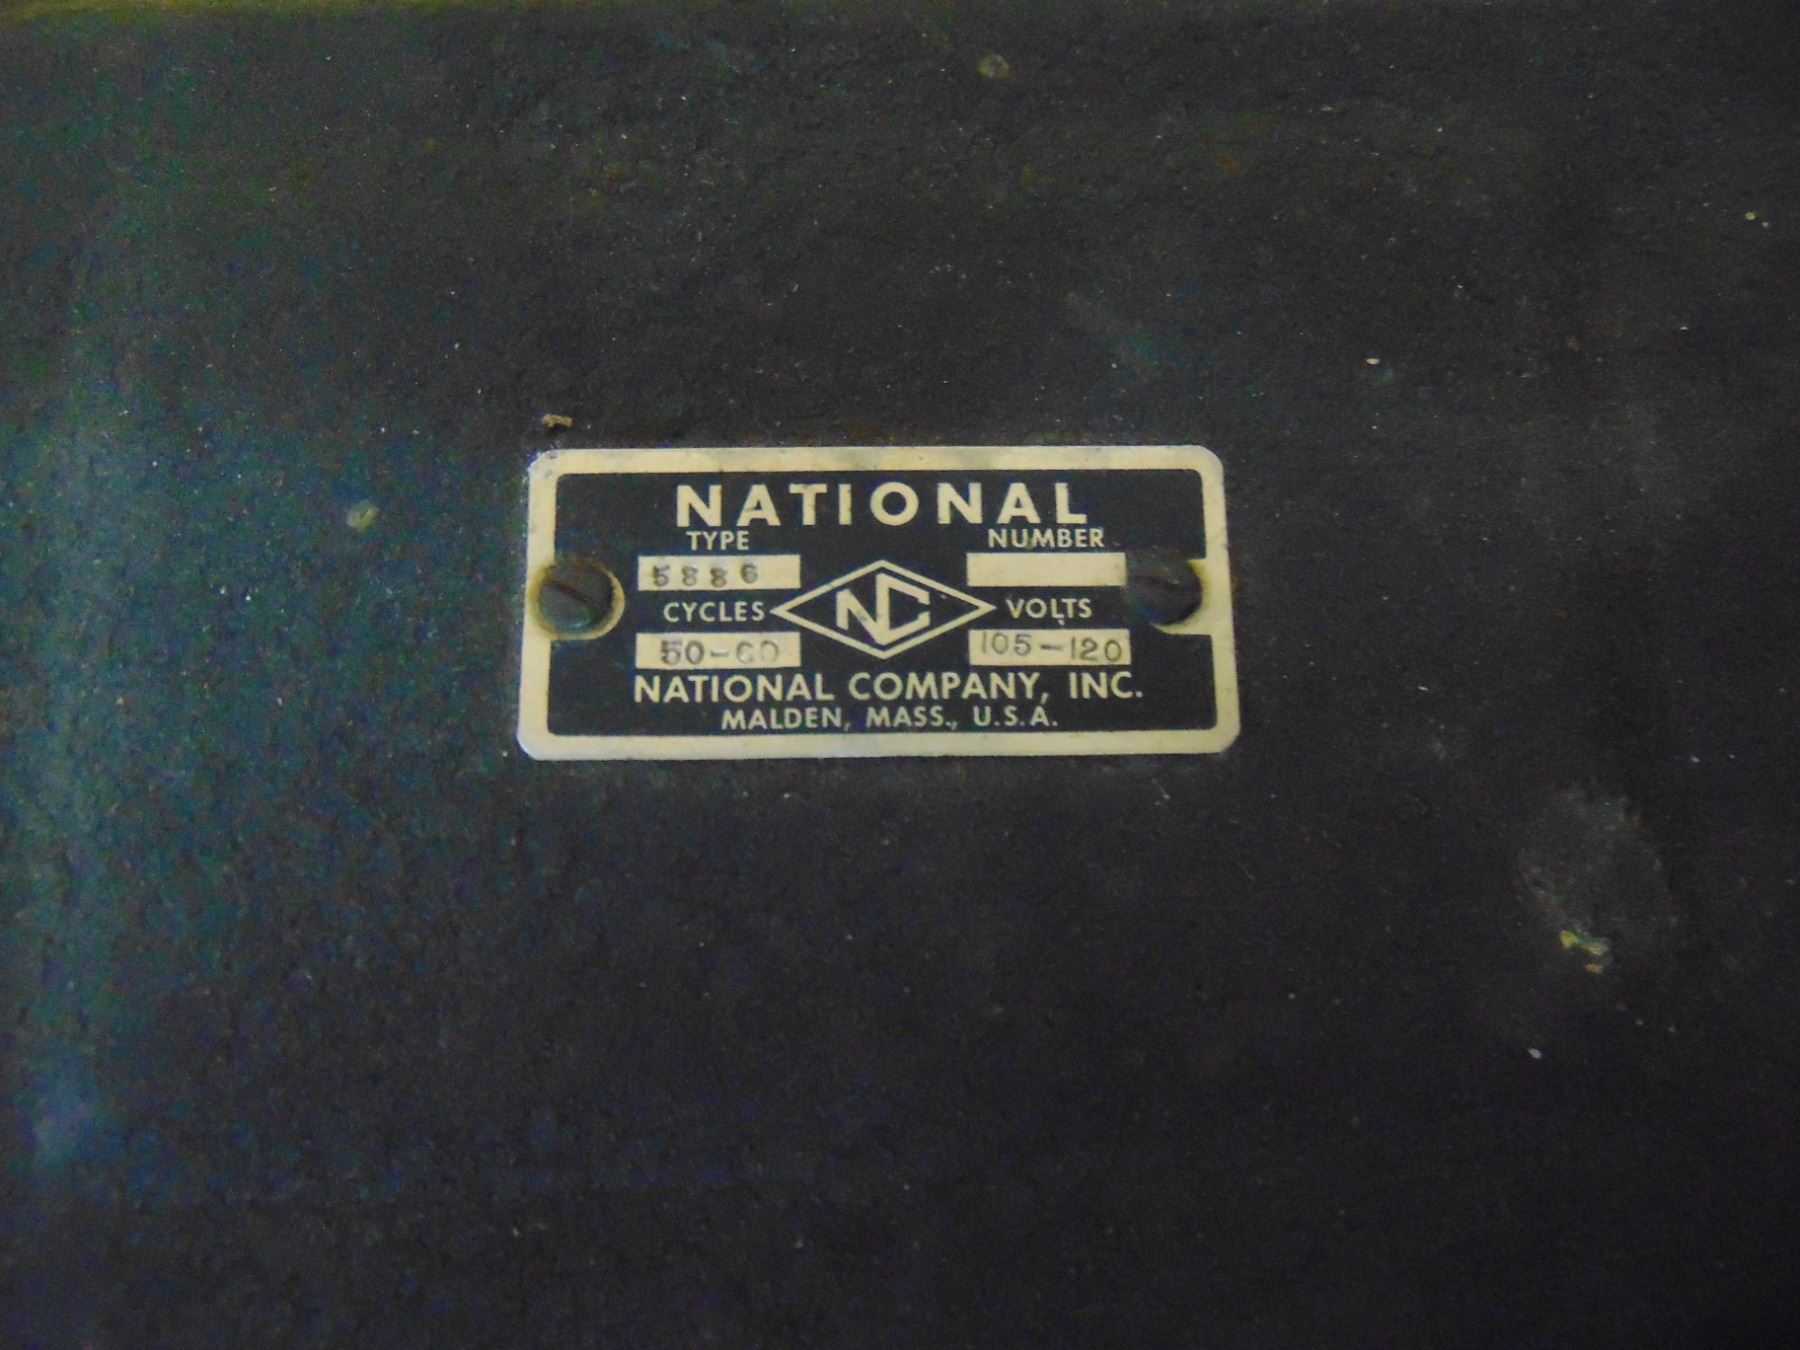 NATIONAL
TYPE NUMBER
5886
CYCLES NC VOLTS
50-60 105-120
NATIONAL COMPANY, INC.
MALDEN, MASS., U.S.A.